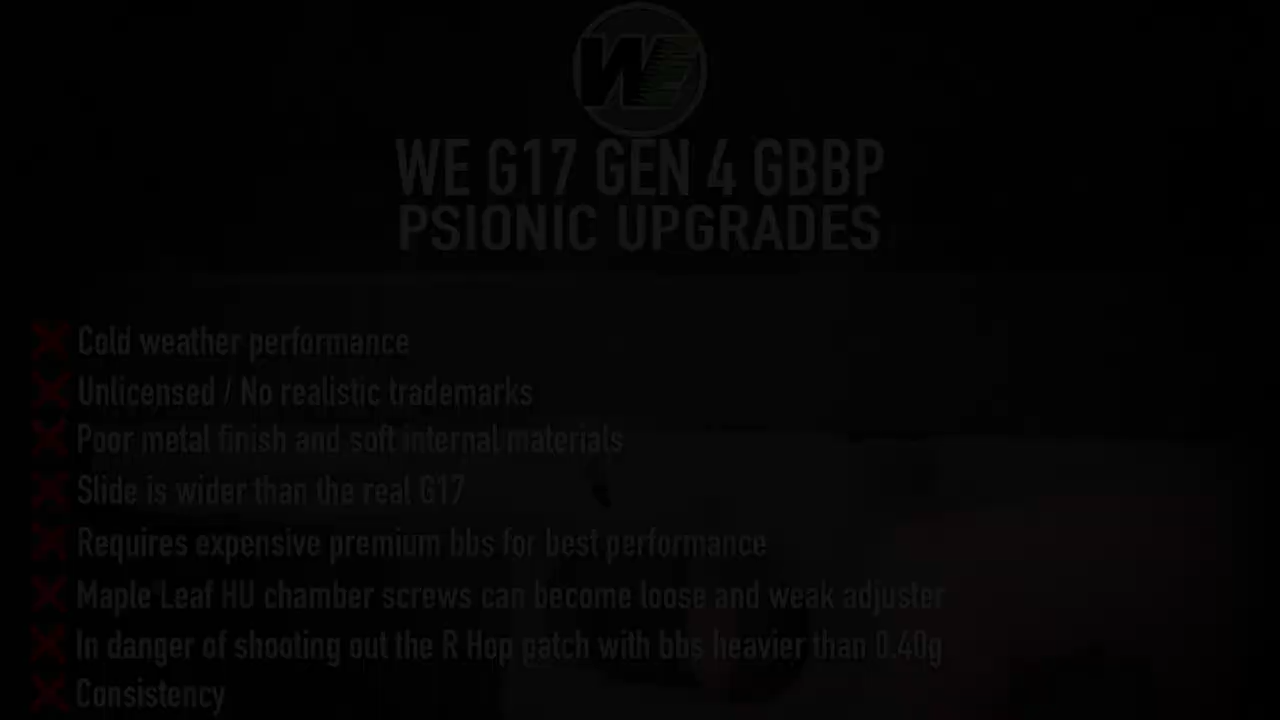 WE
WE G17 GEN 4 GBBP
PSIONIC UPGRADES
Cold weather performance
Unlicensed / No realistic trademarks
Poor metal finish and soft internal materials
Slide is wider than the real G17
Requires expensive premium bbs for best performance
Maple Leaf HU chamber screws can become loose and weak adjuster
In danger of shooting out the R Hop patch with bbs heavier than 0.40g
Consistency